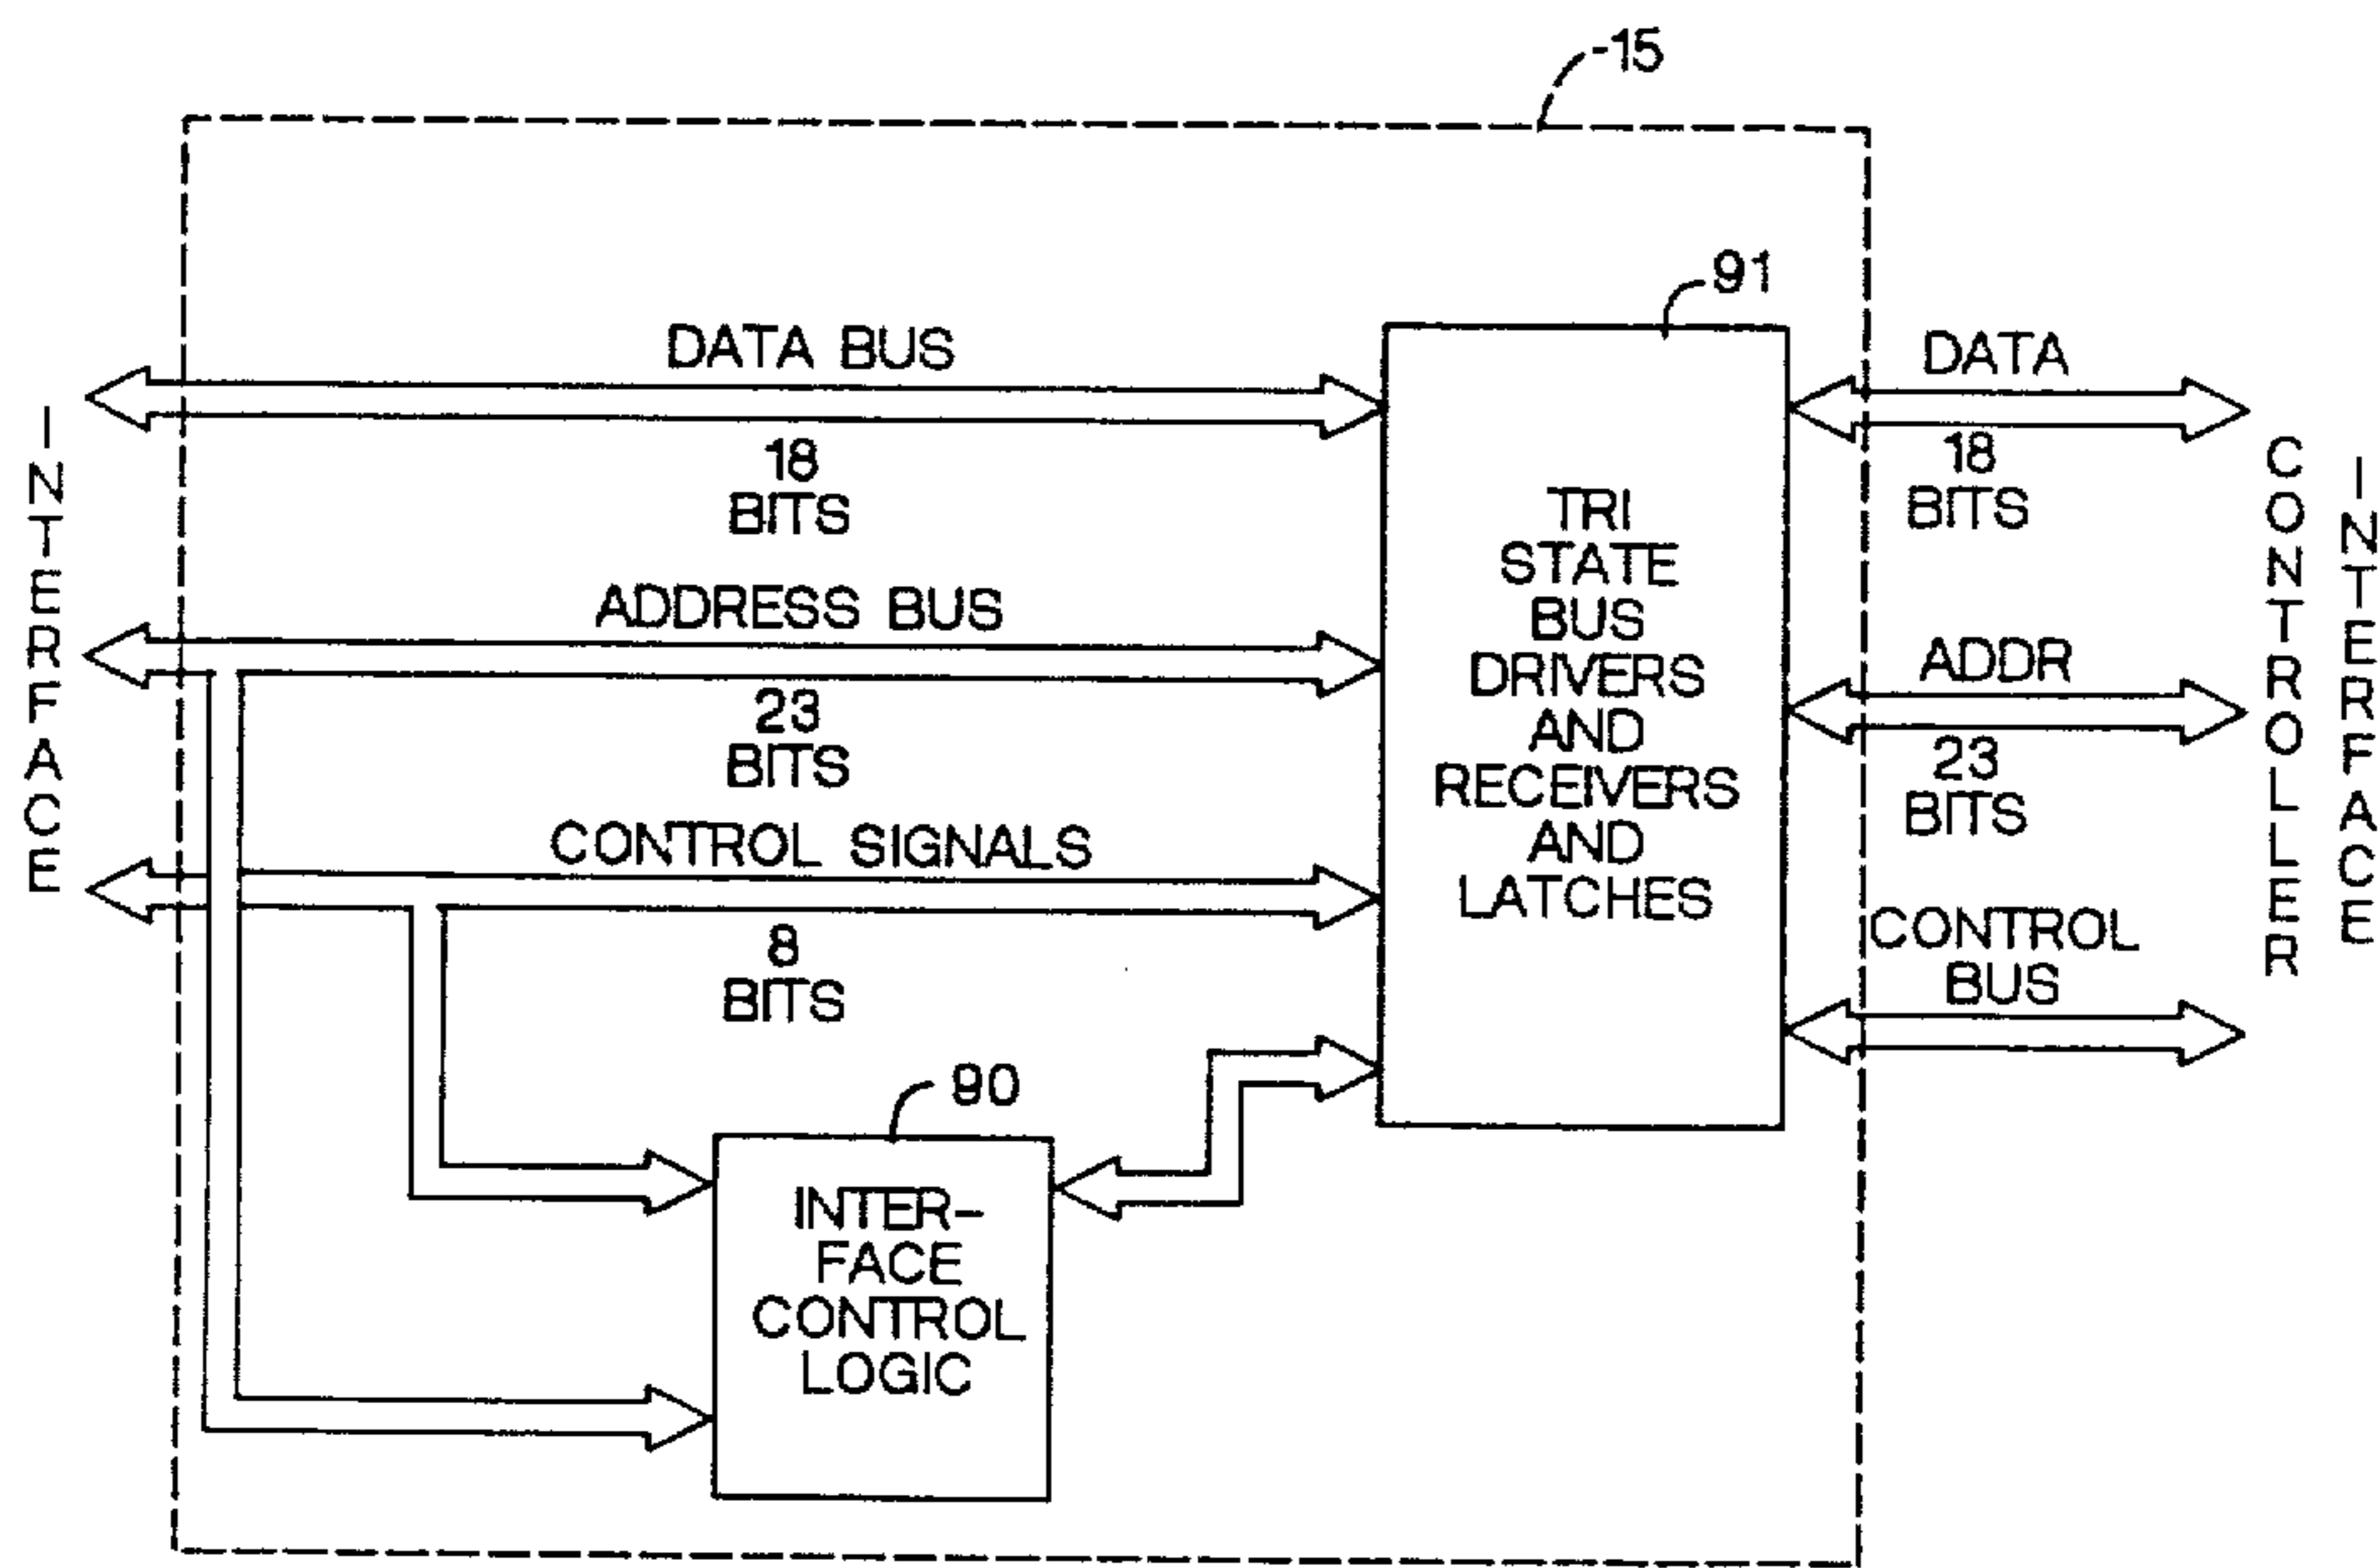 -15
91
DATA BUS
18
BITS
DATA
18
BITS
INTERFACE
ADDRESS BUS
23
BITS
TRI
STATE
BUS
DRIVERS
AND
RECEIVERS
AND
LATCHES
ADDR
23
BITS
CONTROLLER
INTERFACE
CONTROL SIGNALS
8
BITS
CONTROL
BUS
90
INTER-
FACE
CONTROL
LOGIC